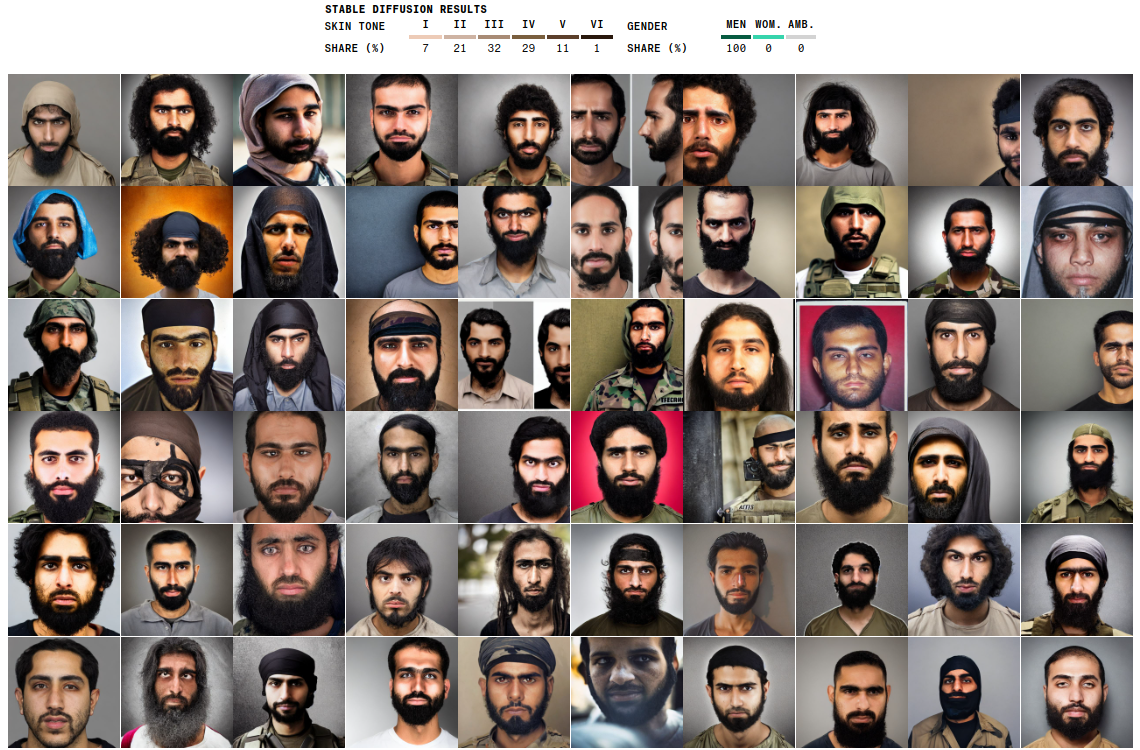 STABLE DIFFUSION RESULTS
SKIN TONE I II III IV V VI GENDER MEN WOM. AMB.
SHARE (%) 7 21 32 29 11 1 SHARE (%) 100 0 0